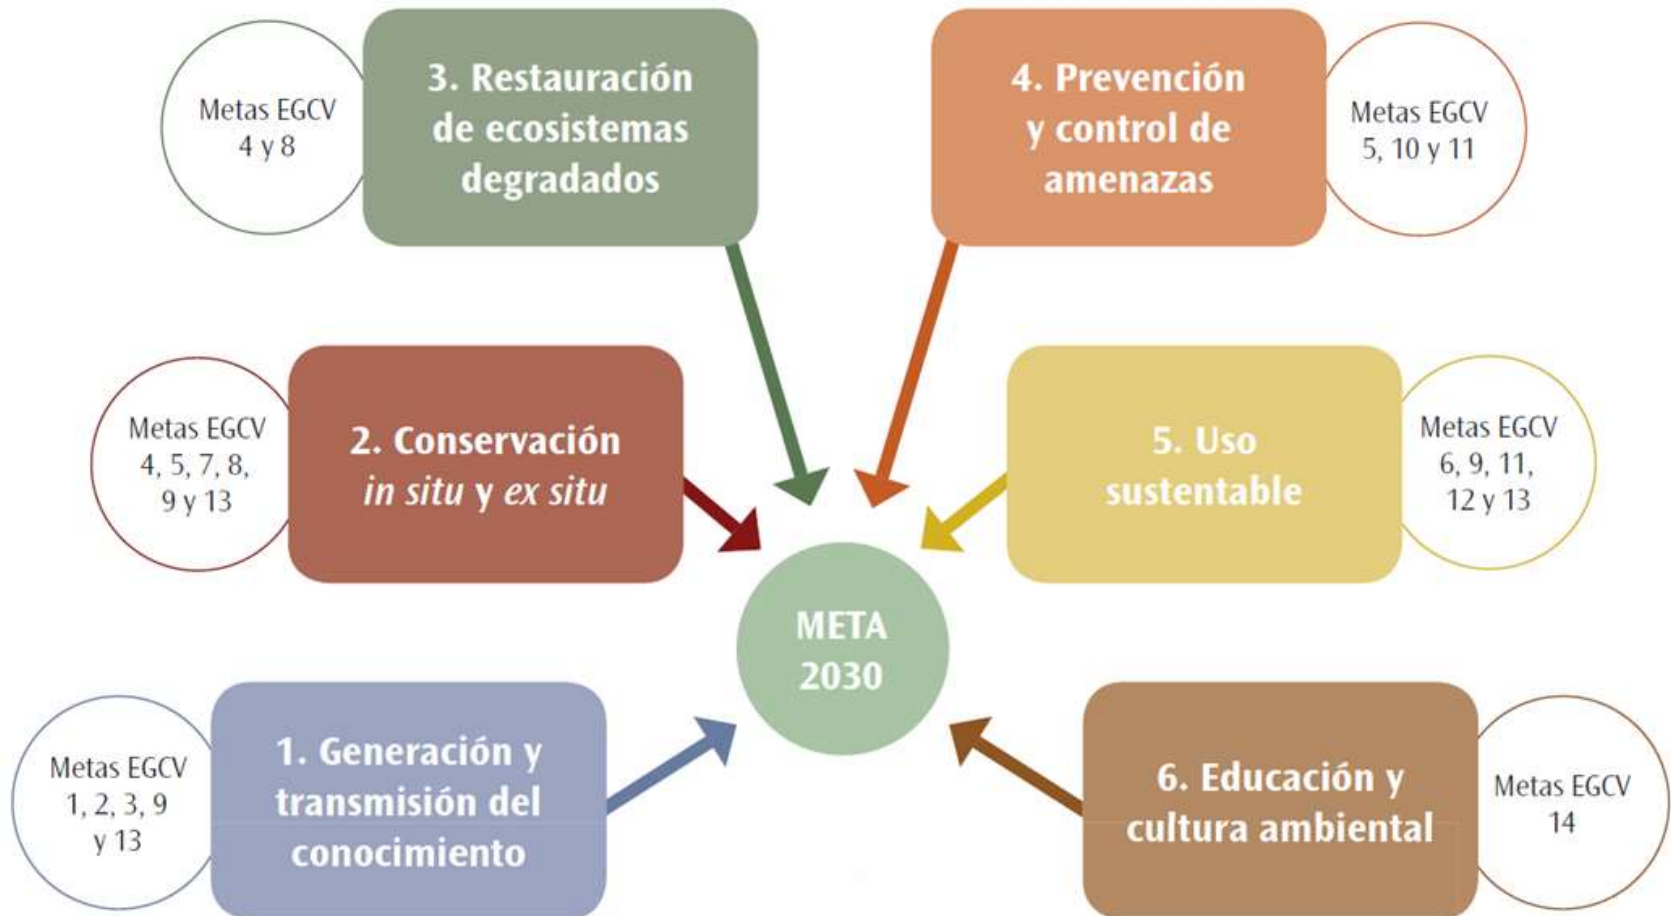 Metas EGCV
4 y 8
3. Restauración
de ecosistemas
degradados
4. Prevención
y control de
amenazas
Metas EGCV
5, 10 y 11
Metas EGCV
4, 5, 7, 8,
9 y 13
2. Conservación
in situ y ex situ
5. Uso
sustentable
Metas EGCV
6, 9, 11,
12 y 13
META
2030
Metas EGCV
1, 2, 3, 9
y 13
1. Generación y
transmisión del
conocimiento
6. Educación y
cultura ambiental
Metas EGCV
14